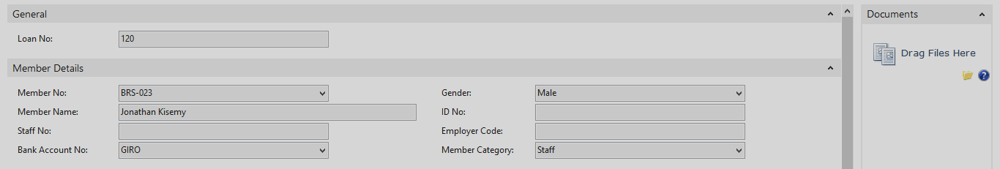 General
Documents
Loan No: 120
Drag Files Here
Member Details
Member No: BRS-023 Gender: Male
Member Name: Jonathan Kisemy ID No:
Staff No: Employer Code:
Bank Account No: GIRO Member Category: Staff